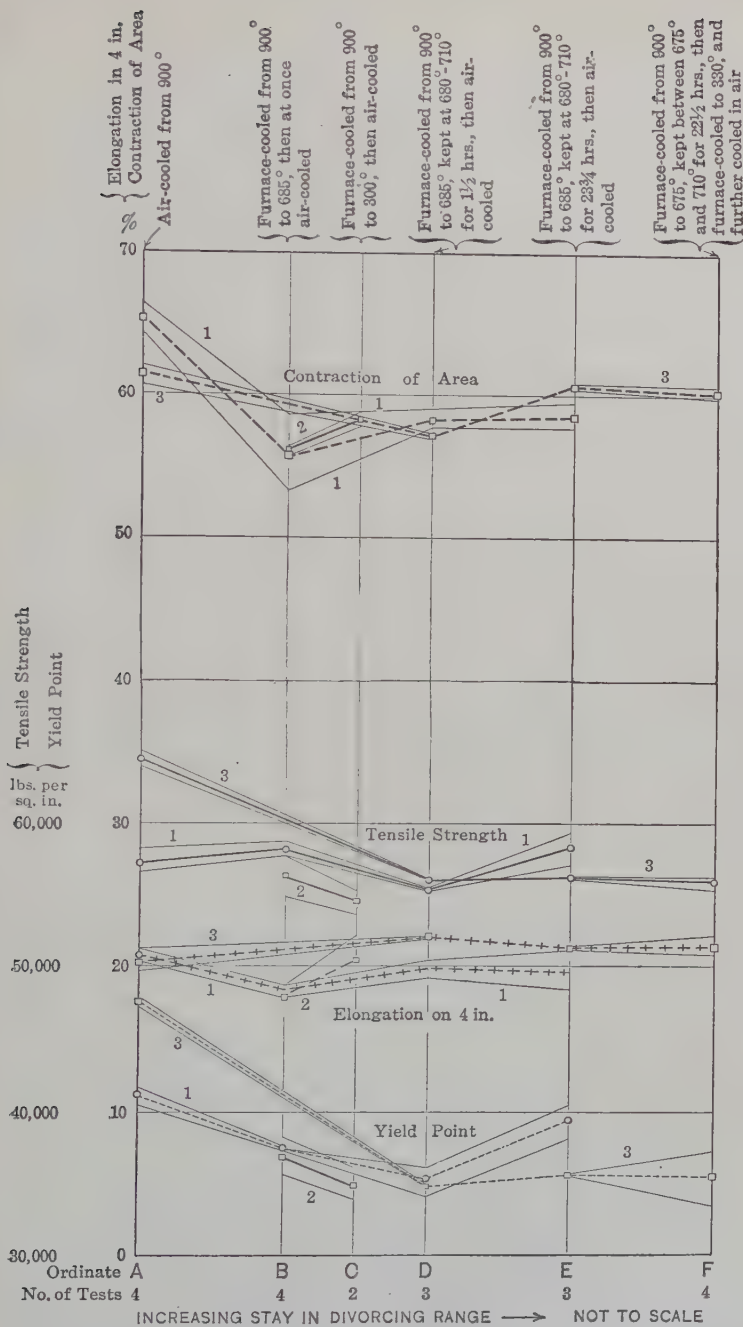 Elongation in 4 in.
Contraction of Area
%
Air-cooled from 900°
Furnace-cooled from 900°
to 685°, then at once
air-cooled
Furnace-cooled from 900°
to 300°, then air-cooled
Furnace-cooled from 900°
to 685°, kept at 680°-710°
for 1½ hrs., then air-
cooled
Furnace-cooled from 900°
to 685°, kept at 680°-710°
for 23¾ hrs., then air-
cooled
Furnace-cooled from 900°
to 675°, kept between 675°
and 710° for 22½ hrs., then
furnace-cooled to 330°, and
further cooled in air
70
1
60
Contraction of Area
3
1
3
2
1
50
Tensile Strength
Yield Point
40
lbs. per
sq. in.
3
60,000
30
Tensile Strength
1
1
3
2
3
50,000
20
1
2
Elongation on 4 in.
1
3
1
40,000
10
Yield Point
3
2
30,000
0
Ordinate A B C D E F
No. of Tests 4 4 2 3 3 4
INCREASING STAY IN DIVORCING RANGE ⟶ NOT TO SCALE